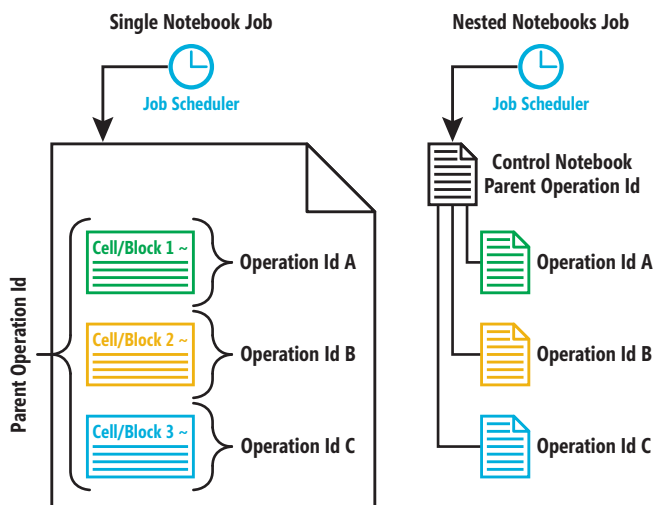 Single Notebook Job
Job Scheduler
Parent Operation Id
Cell/Block 1 ~
Operation Id A
Cell/Block 2 ~
Operation Id B
Cell/Block 3 ~
Operation Id C
Nested Notebooks Job
Job Scheduler
Control Notebook
Parent Operation Id
Operation Id A
Operation Id B
Operation Id C